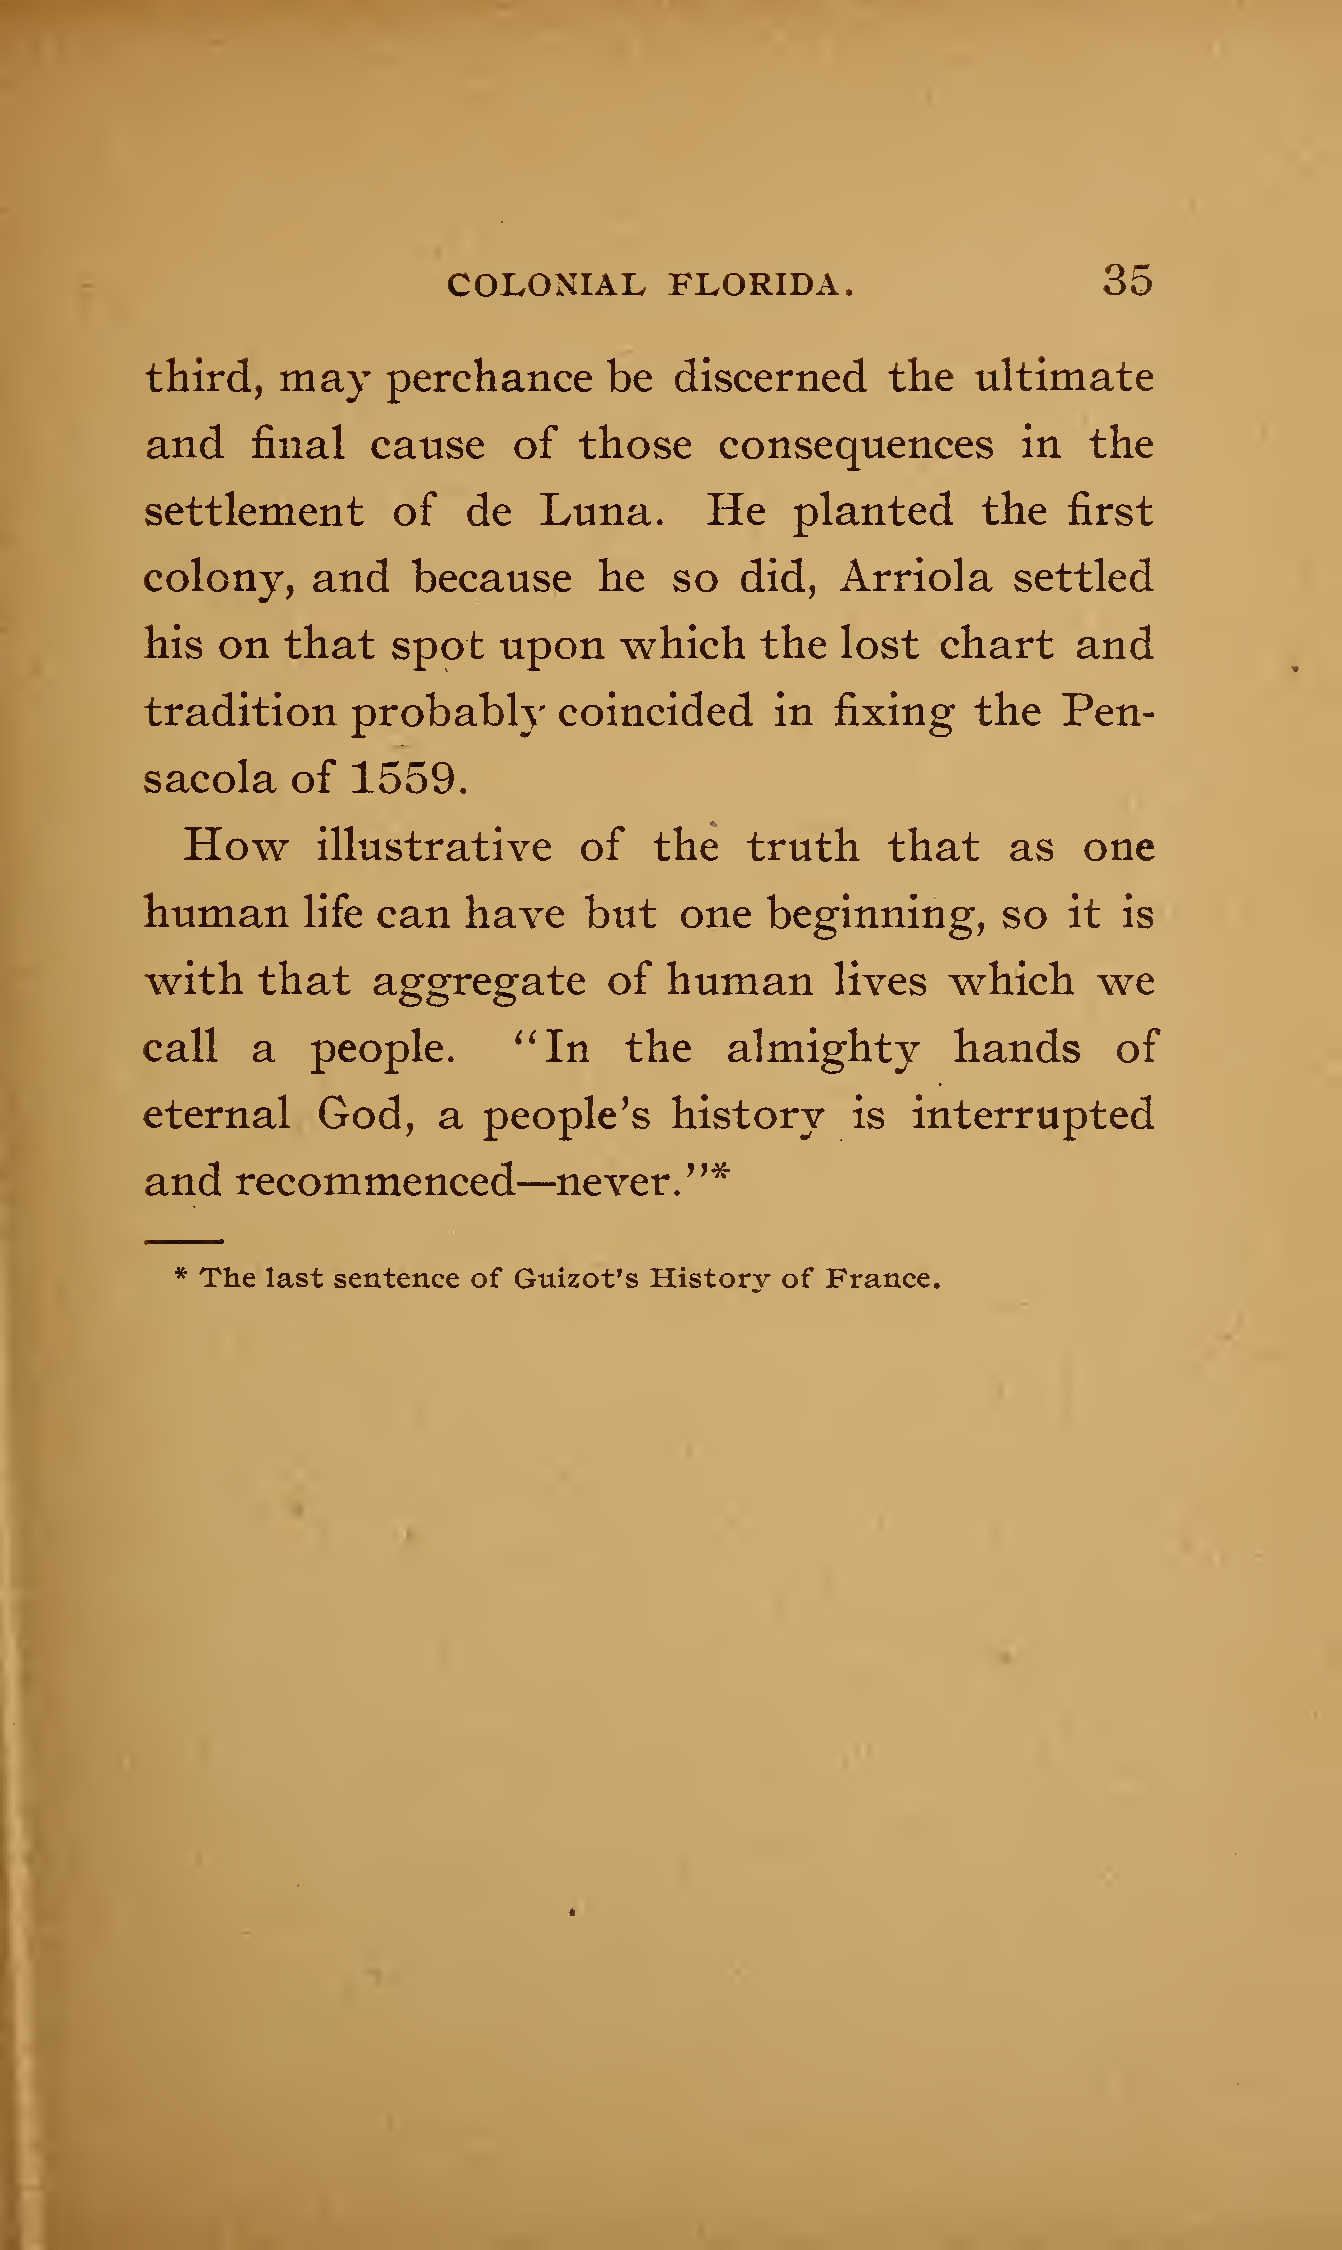 COLONIAL FLORIDA. 35
third, may perchance be discerned the ultimate
and final cause of those consequences in the
settlement of de Luna. He planted the first
colony, and because he so did, Arriola settled
his on that spot upon which the lost chart and
tradition probably coincided in fixing the Pen-
sacola of 1559.
How illustrative of the truth that as one
human life can have but one beginning, so it is
with that aggregate of human lives which we
call a people. "In the almighty hands of
eternal God, a people's history is interrupted
and recommenced—never."*
* The last sentence of Guizot's History of France.